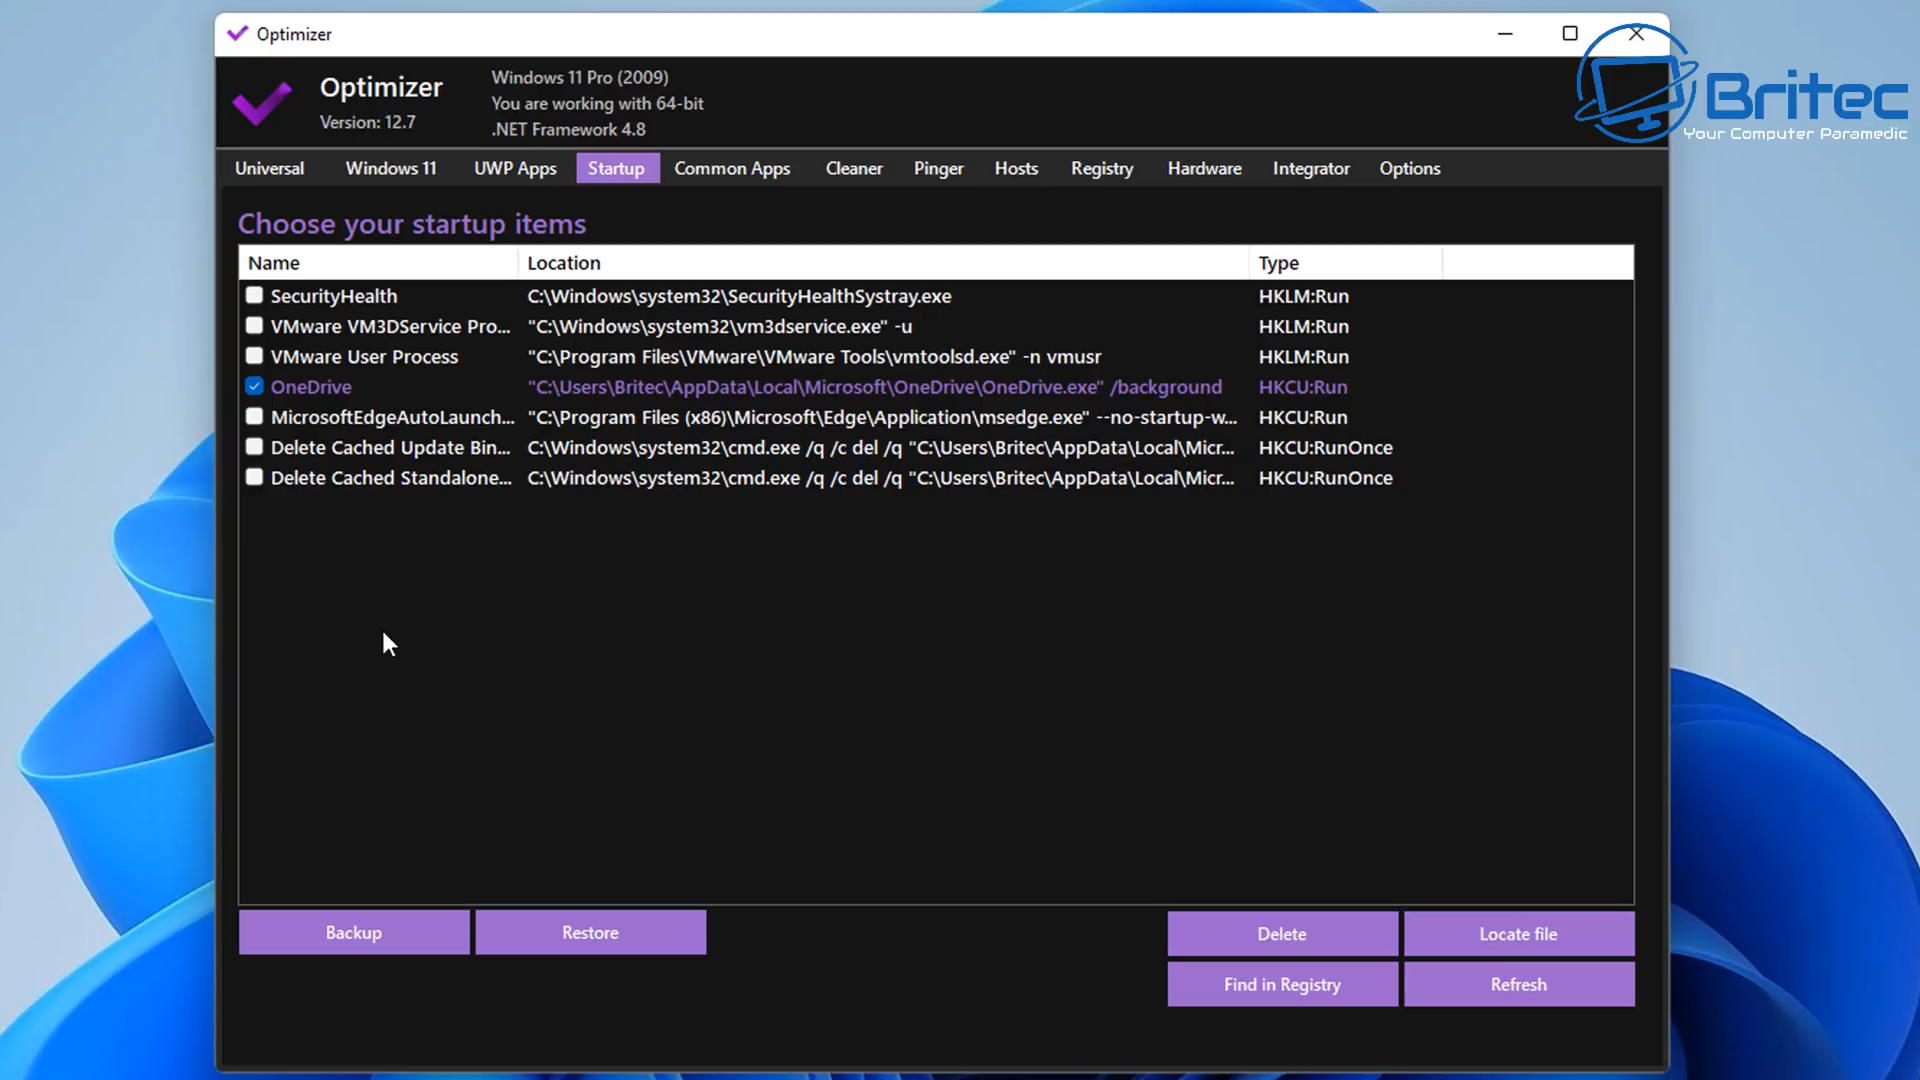 Optimizer
Optimizer
Version: 12.7
Windows 11 Pro (2009)
You are working with 64-bit
.NET Framework 4.8
Britec
Your Computer Paramedic
Universal Windows 11 UWP Apps Startup Common Apps Cleaner Pinger Hosts Registry Hardware Integrator Options
Choose your startup items
Name Location Type
SecurityHealth C:\Windows\system32\SecurityHealthSystray.exe HKLM:Run
VMware VM3DService Pro... "C:\Windows\system32\vm3dservice.exe" -u HKLM:Run
VMware User Process "C:\Program Files\VMware\VMware Tools\vmtoolsd.exe" -n vmusr HKLM:Run
OneDrive "C:\Users\Britec\AppData\Local\Microsoft\OneDrive\OneDrive.exe" /background HKCU:Run
MicrosoftEdgeAutoLaunch... "C:\Program Files (x86)\Microsoft\Edge\Application\msedge.exe" --no-startup-w... HKCU:Run
Delete Cached Update Bin... C:\Windows\system32\cmd.exe /q /c del /q "C:\Users\Britec\AppData\Local\Micr... HKCU:RunOnce
Delete Cached Standalone... C:\Windows\system32\cmd.exe /q /c del /q "C:\Users\Britec\AppData\Local\Micr... HKCU:RunOnce
Backup Restore Delete Locate file
Find in Registry Refresh